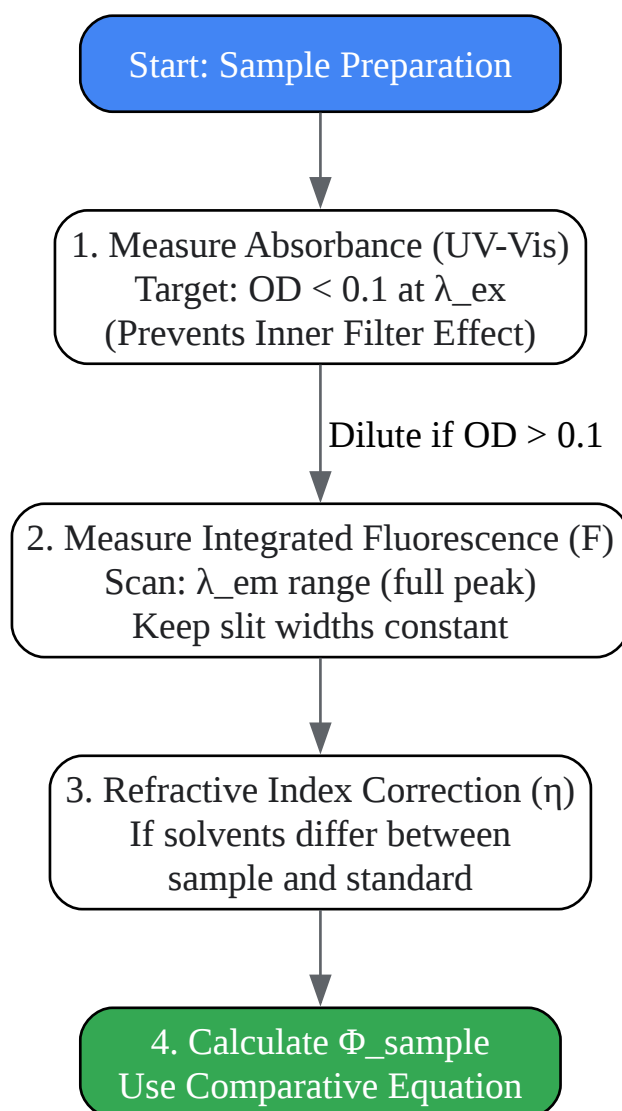 Start: Sample Preparation
1. Measure Absorbance (UV-Vis)
Target: OD < 0.1 at λ_ex
(Prevents Inner Filter Effect)
Dilute if OD > 0.1
2. Measure Integrated Fluorescence (F)
Scan: λ_em range (full peak)
Keep slit widths constant
3. Refractive Index Correction (η)
If solvents differ between
sample and standard
4. Calculate Φ_sample
Use Comparative Equation